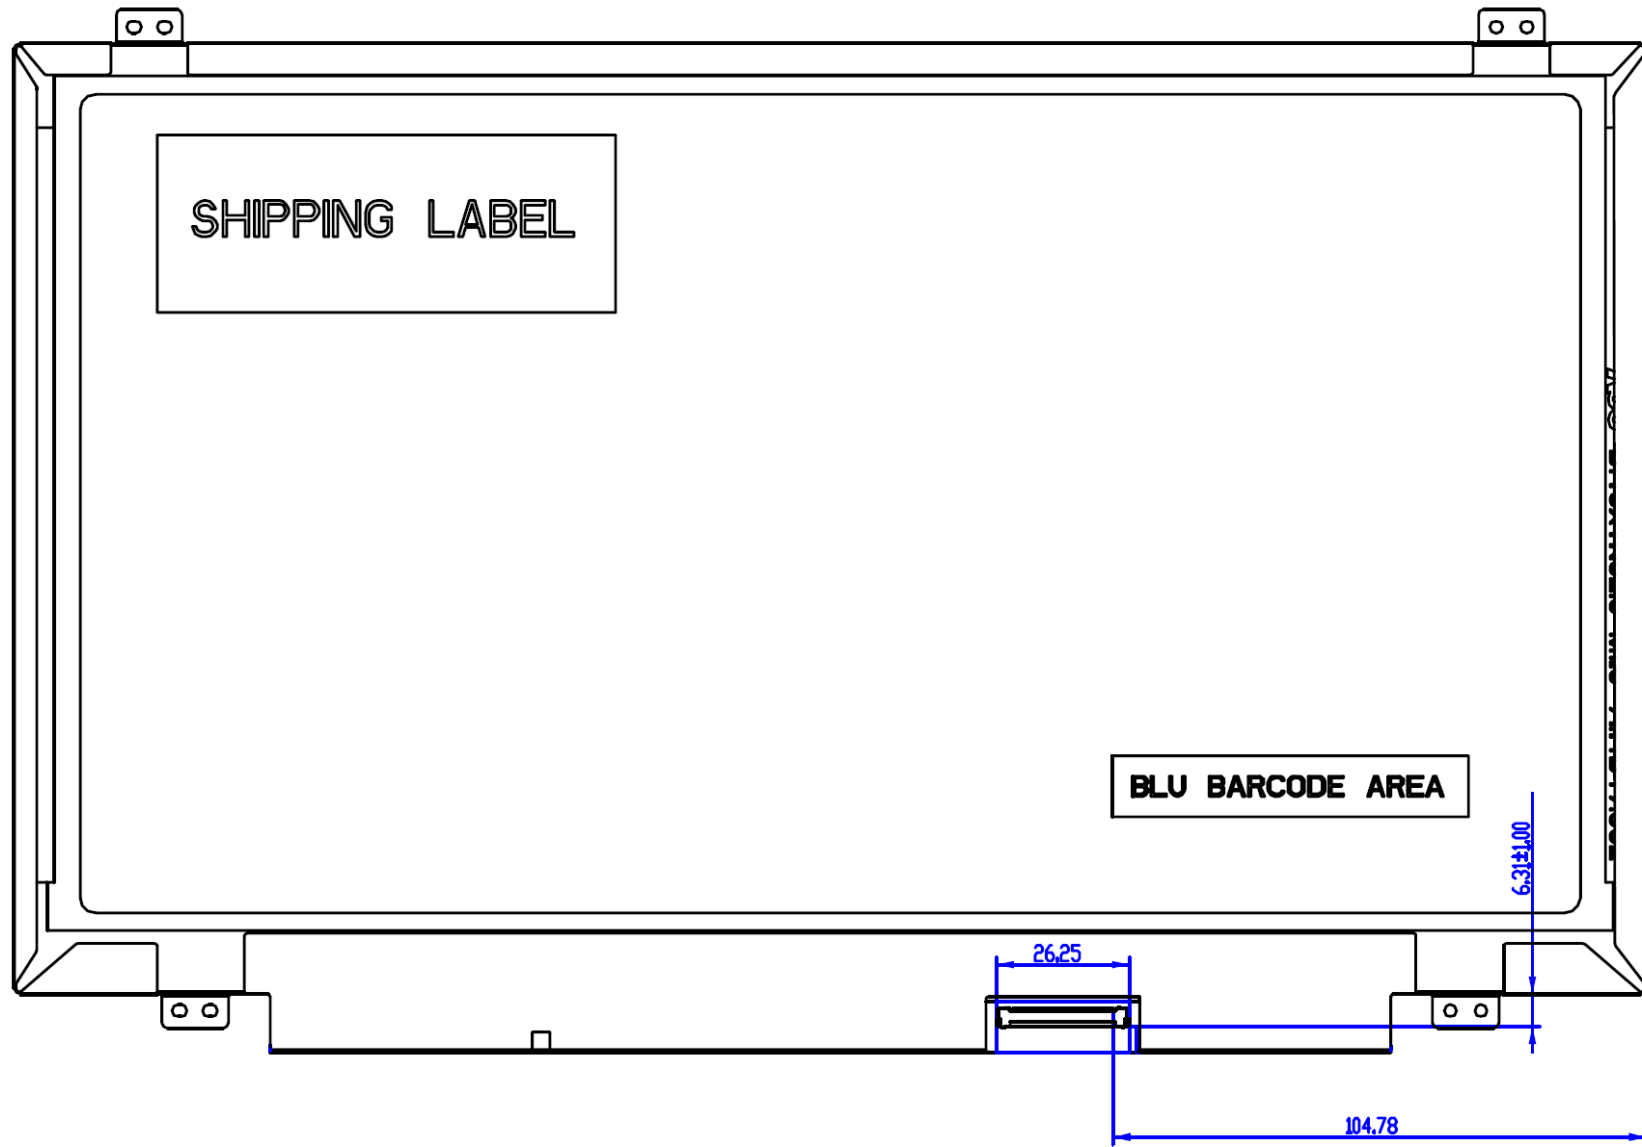 SHIPPING LABEL
BLU BARCODE AREA
6,31±1,00
26,25
104,78